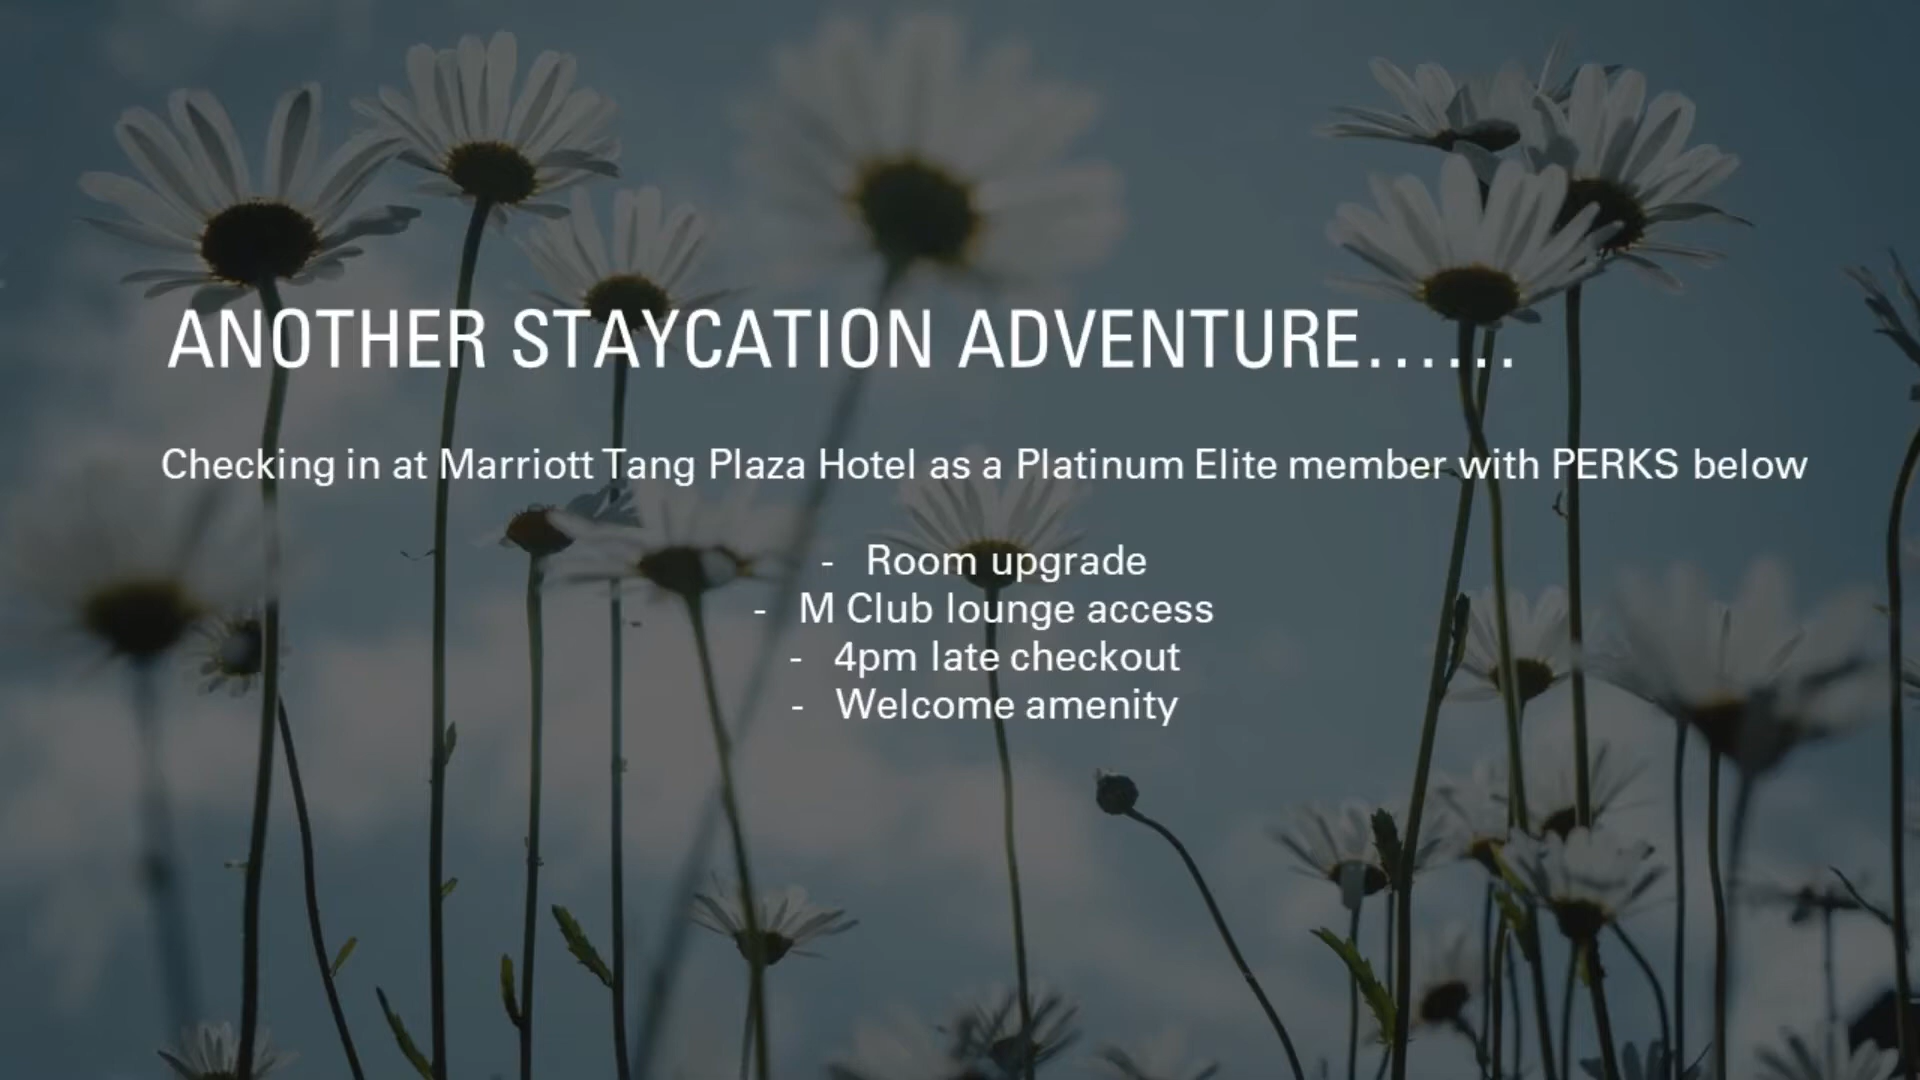 ANOTHER STAYCATION ADVENTURE......
Checking in at Marriott Tang Plaza Hotel as a Platinum Elite member with PERKS below
- Room upgrade
- M Club lounge access
- 4pm late checkout
- Welcome amenity